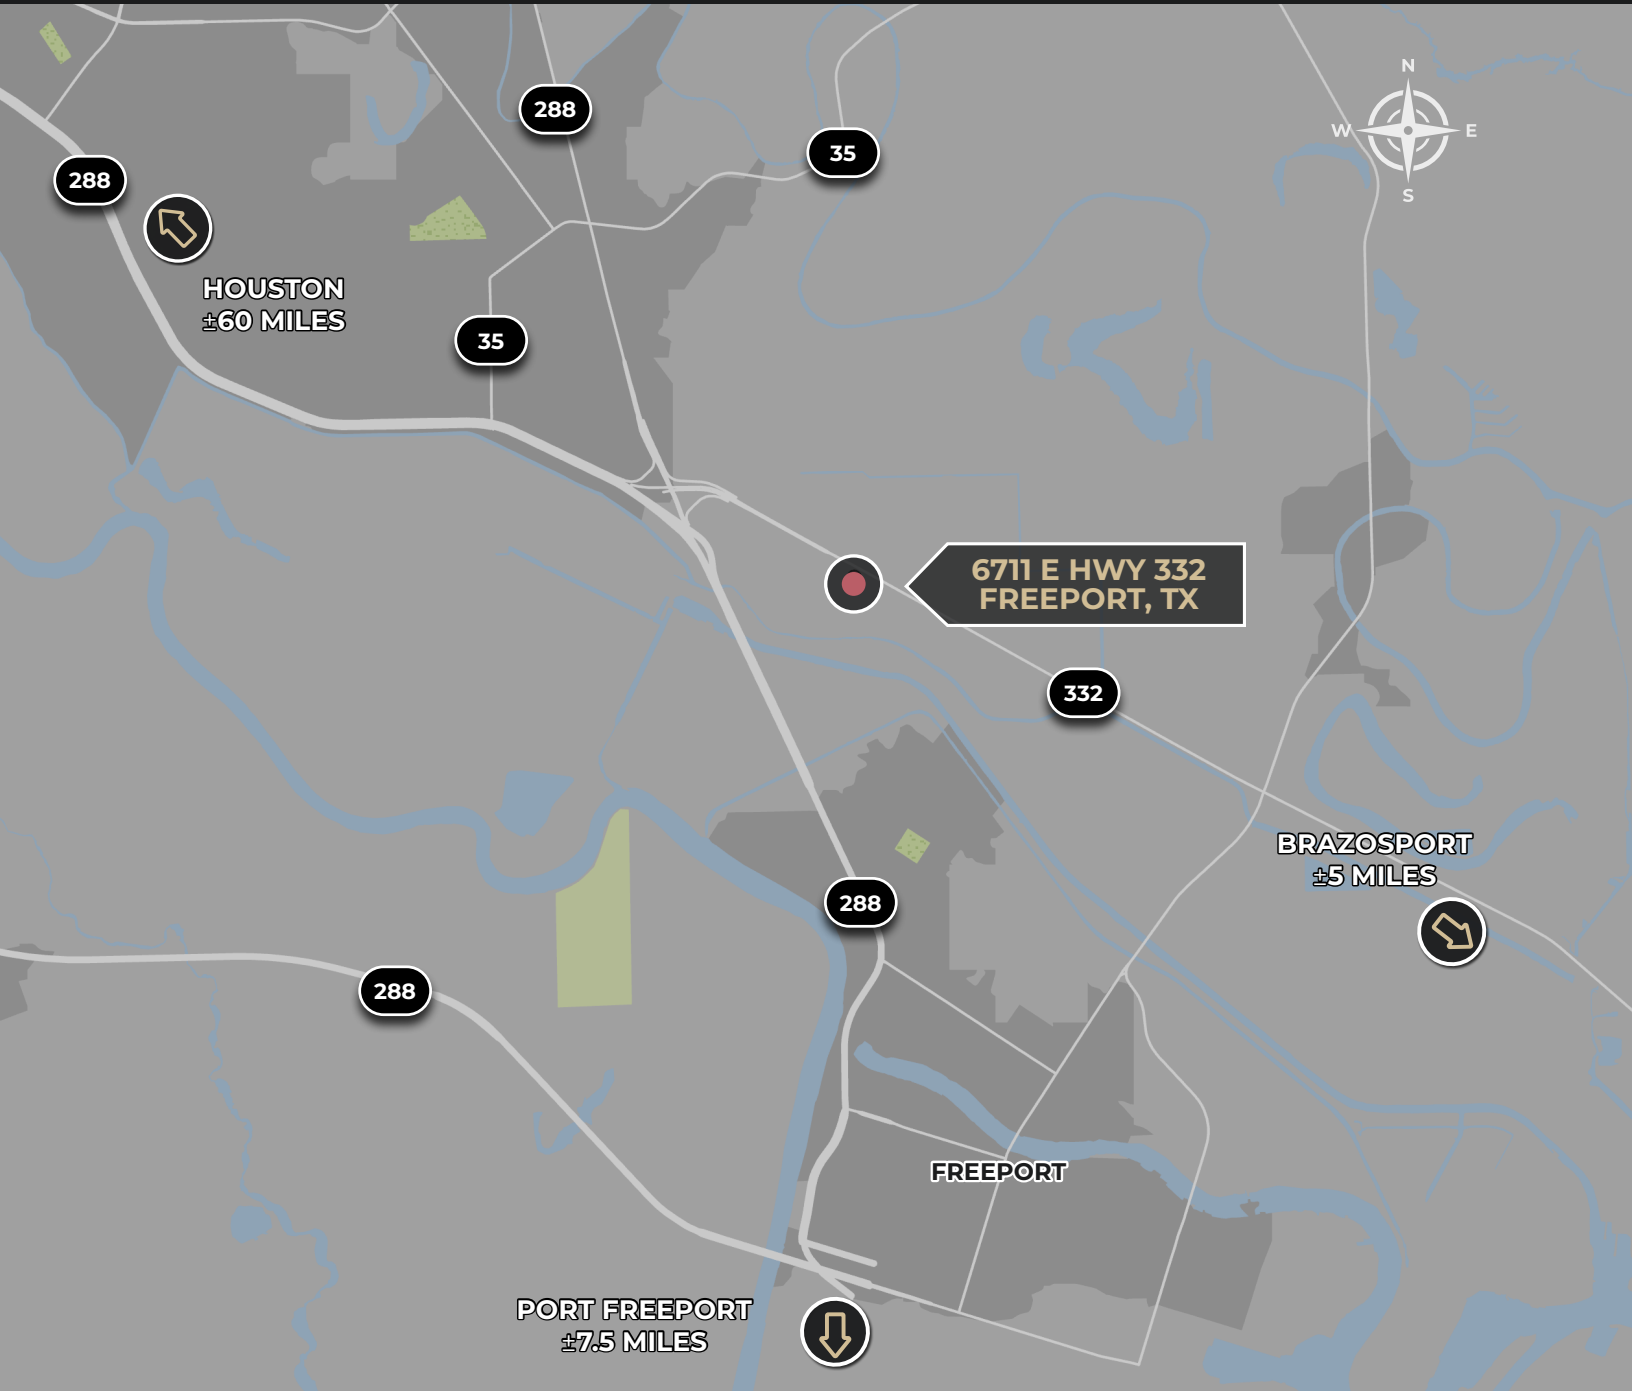 N
W E
S
288
35
288
HOUSTON
±60 MILES
35
6711 E HWY 332
FREEPORT, TX
332
BRAZOSPORT
±5 MILES
288
288
FREEPORT
PORT FREEPORT
±7.5 MILES